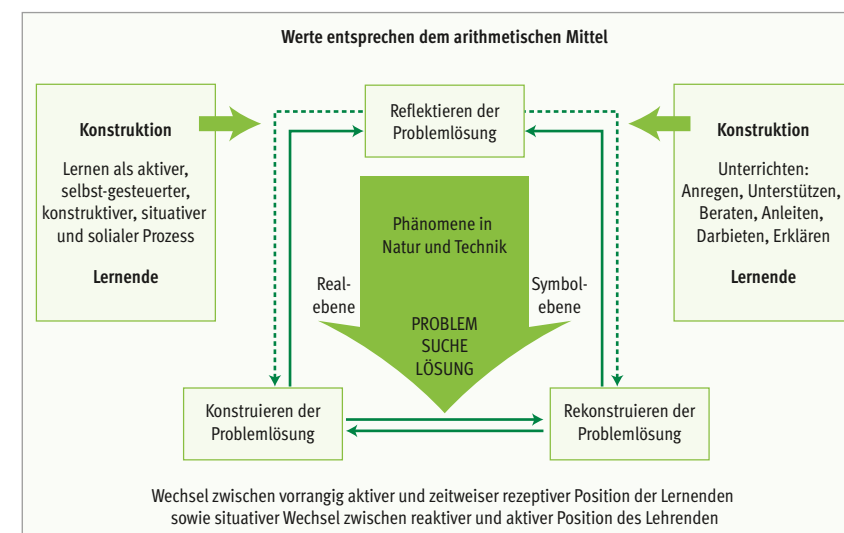 Werte entsprechen dem arithmetischen Mittel
Konstruktion
Lernen als aktiver,
selbst-gesteuerter,
konstruktiver, situativer
und solialer Prozess
Lernende
Reflektieren der
Problemlösung
Konstruktion
Unterrichten:
Anregen, Unterstützen,
Beraten, Anleiten,
Darbieten, Erklären
Lernende
Phänomene in
Natur und Technik
Real-
ebene
Symbol-
ebene
PROBLEM
SUCHE
LÖSUNG
Konstruieren der
Problemlösung
Rekonstruieren der
Problemlösung
Wechsel zwischen vorrangig aktiver und zeitweiser rezeptiver Position der Lernenden
sowie situativer Wechsel zwischen reaktiver und aktiver Position des Lehrenden